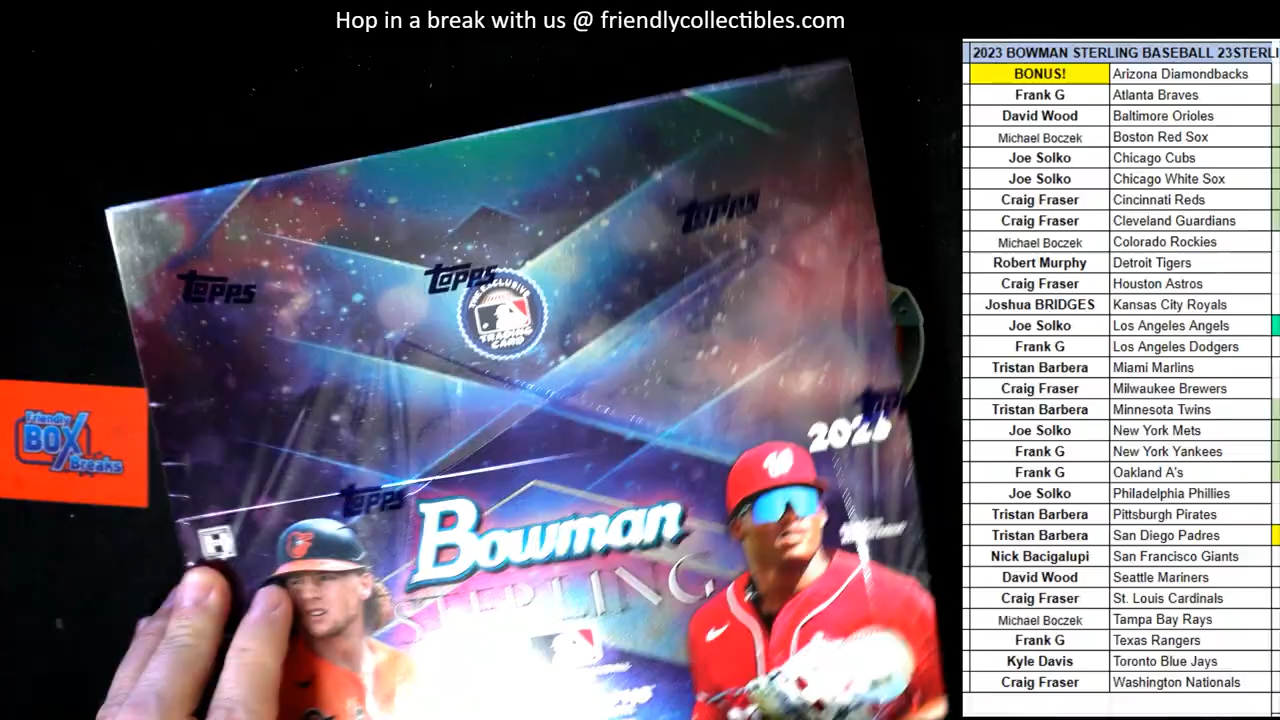 Hop in a break with us @ friendlycollectibles.com
2023 BOWMAN STERLING BASEBALL 23STERLI
BONUS! Arizona Diamondbacks
Frank G Atlanta Braves
David Wood Baltimore Orioles
Michael Boczek Boston Red Sox
Joe Solko Chicago Cubs
Joe Solko Chicago White Sox
Craig Fraser Cincinnati Reds
Craig Fraser Cleveland Guardians
Michael Boczek Colorado Rockies
Robert Murphy Detroit Tigers
Craig Fraser Houston Astros
Joshua BRIDGES Kansas City Royals
Joe Solko Los Angeles Angels
Frank G Los Angeles Dodgers
Tristan Barbera Miami Marlins
Craig Fraser Milwaukee Brewers
Tristan Barbera Minnesota Twins
Joe Solko New York Mets
Frank G New York Yankees
Frank G Oakland A's
Joe Solko Philadelphia Phillies
Tristan Barbera Pittsburgh Pirates
Tristan Barbera San Diego Padres
Nick Bacigalupi San Francisco Giants
David Wood Seattle Mariners
Craig Fraser St. Louis Cardinals
Michael Boczek Tampa Bay Rays
Frank G Texas Rangers
Kyle Davis Toronto Blue Jays
Craig Fraser Washington Nationals
Topps
Topps
Topps
EXCLUSIVE
TRADING
CARD
Topps
2023
H
W
Bowman
STERLING
Friendly
BOX
Breaks